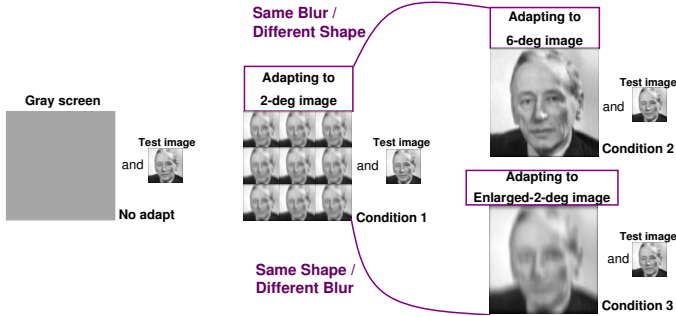 Gray screen
and
Test image
No adapt
Same Blur /
Different Shape
Adapting to
2-deg image
and
Test image
Condition 1
Same Shape /
Different Blur
Adapting to
6-deg image
and
Test image
Condition 2
Adapting to
Enlarged-2-deg image
and
Test image
Condition 3